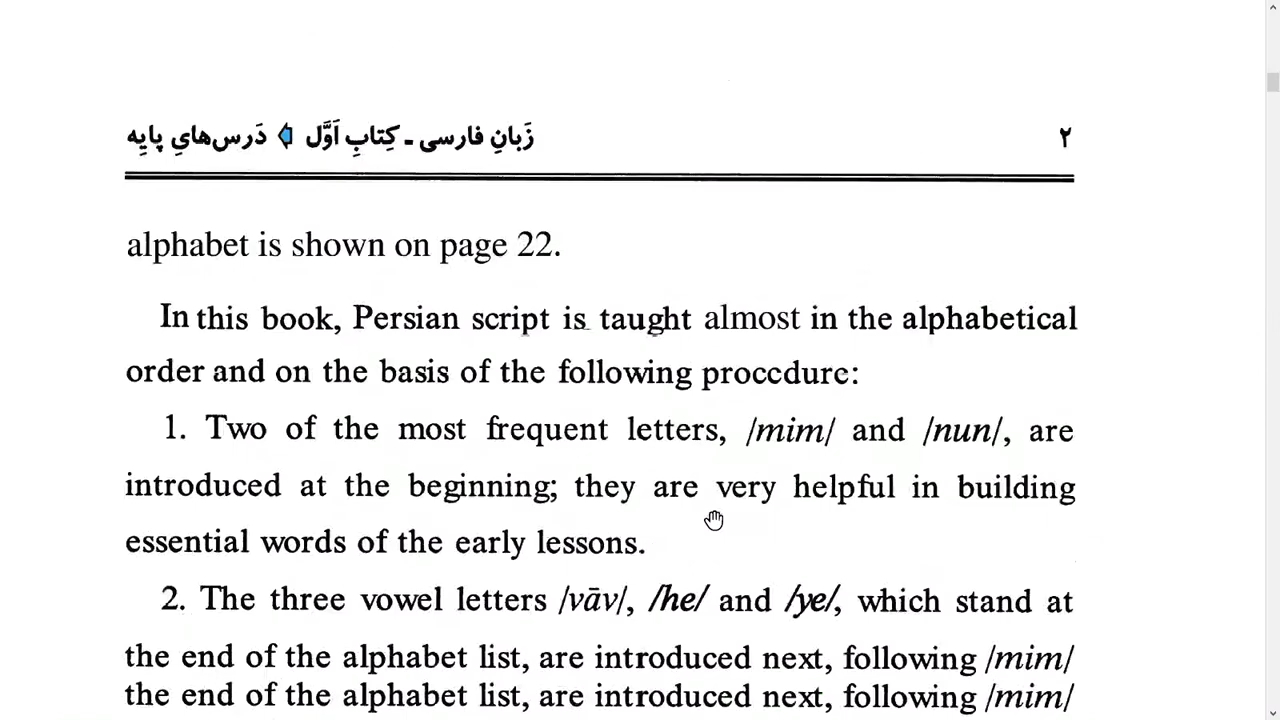 زَبانِ فارسی - کِتابِ اَوَّل دَرس‌هایِ پایِه ۲
alphabet is shown on page 22.
In this book, Persian script is taught almost in the alphabetical
order and on the basis of the following procedure:
1. Two of the most frequent letters, /mim/ and /nun/, are
introduced at the beginning; they are very helpful in building
essential words of the early lessons.
2. The three vowel letters /vāv/, /he/ and /ye/, which stand at
the end of the alphabet list, are introduced next, following /mim/
the end of the alphabet list, are introduced next, following /mim/